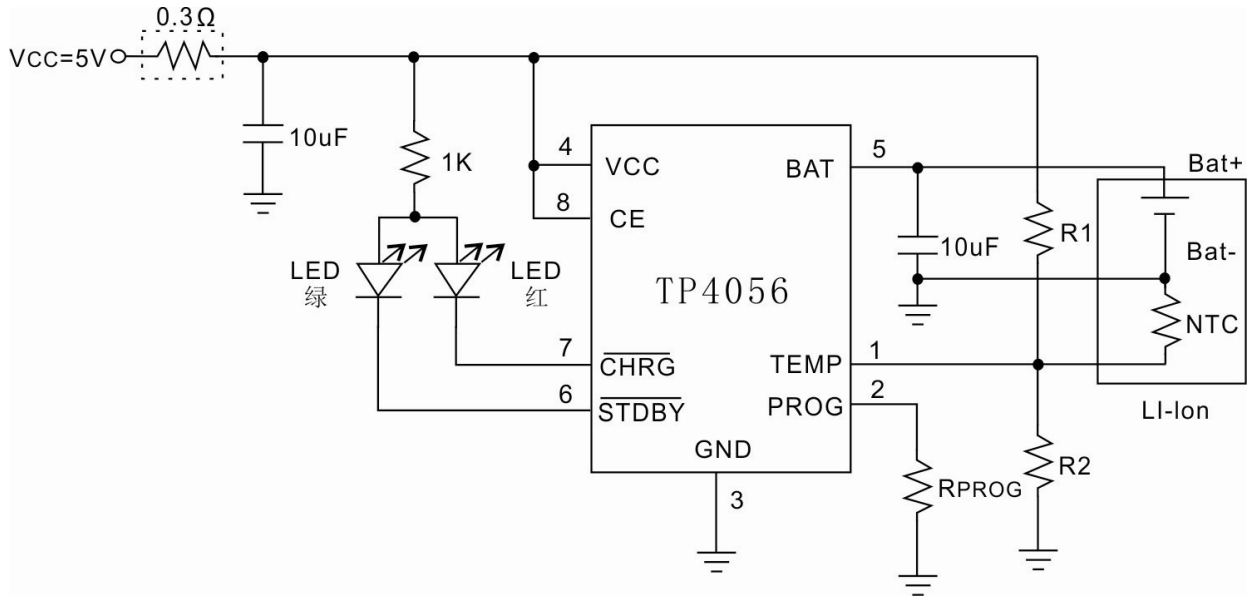 0.3Ω
VCC=5V
10uF
1K
4
VCC
BAT
5
Bat+
8
CE
R1
10uF
Bat-
LED
绿
LED
红
TP4056
NTC
7
CHRG
TEMP
1
6
STDBY
PROG
2
LI-Ion
GND
R2
RPROG
3